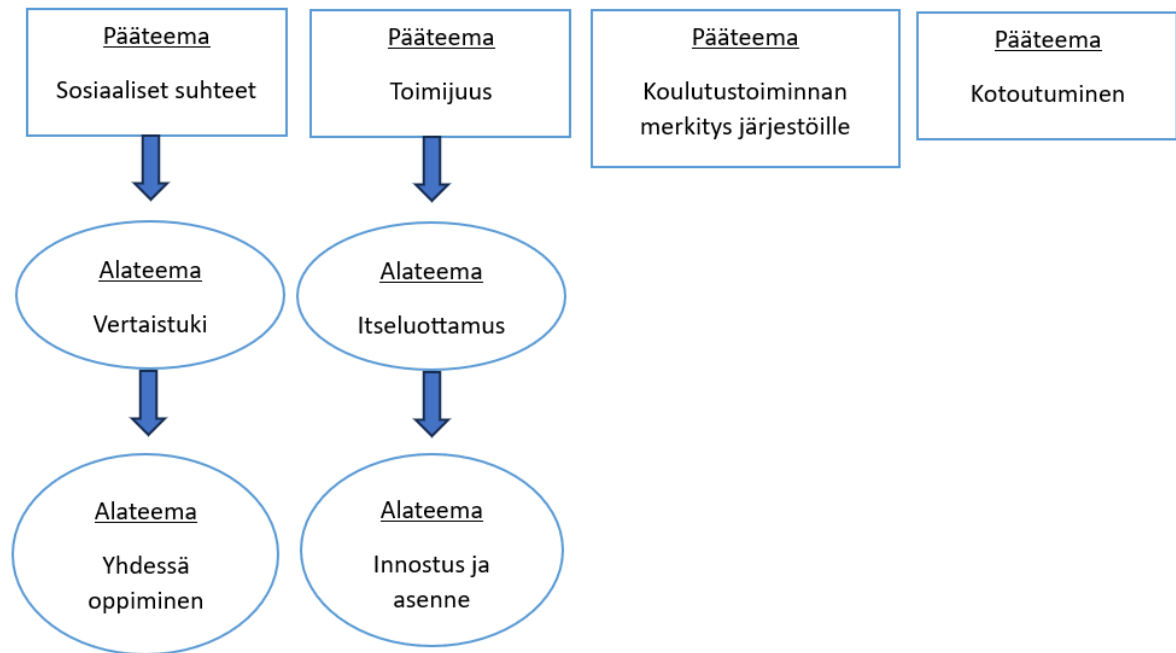 Pääteema
Sosiaaliset suhteet
Pääteema
Toimijuus
Pääteema
Koulutustoiminnan
merkitys järjestöille
Pääteema
Kotoutuminen
Alateema
Vertaistuki
Alateema
Itseluottamus
Alateema
Yhdessä
oppiminen
Alateema
Innostus ja
asenne